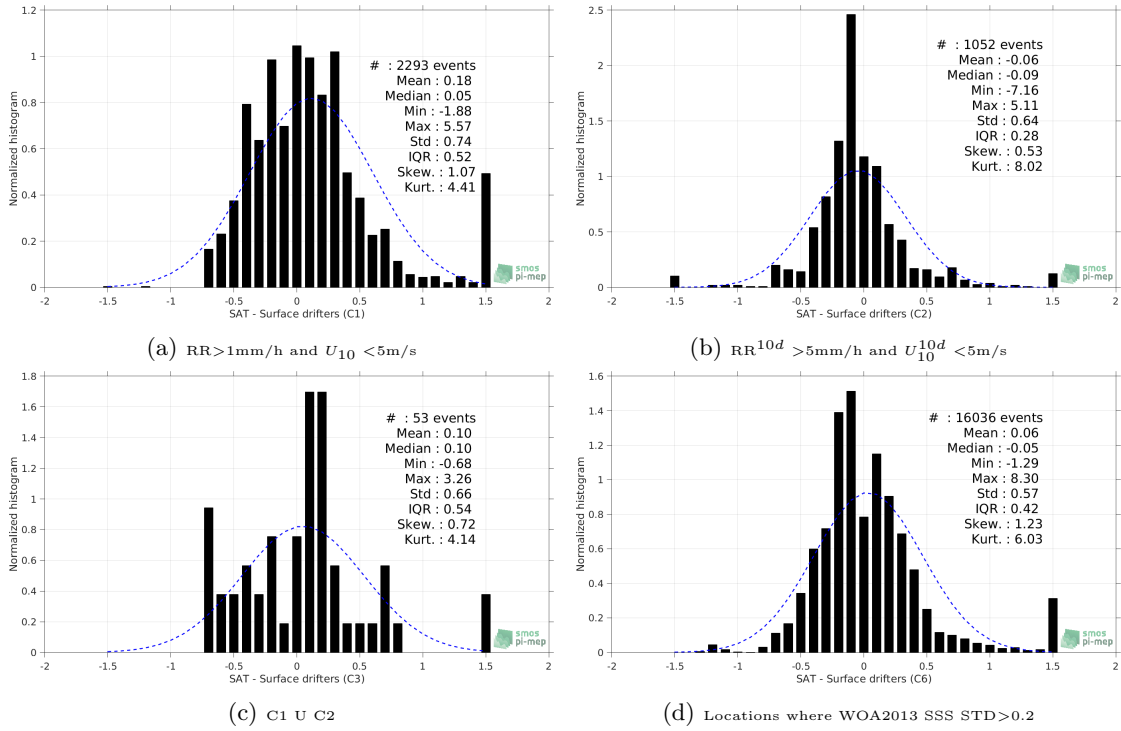 1.2
1
0.8
0.6
0.4
0.2
0
Normalized histogram
# : 2293 events
Mean : 0.18
Median : 0.05
Min : -1.88
Max : 5.57
Std : 0.74
IQR : 0.52
Skew. : 1.07
Kurt. : 4.41
smos
pi-mep
-2 -1.5 -1 -0.5 0 0.5 1 1.5 2
SAT - Surface drifters (C1)
(a) RR>1mm/h and U10 <5m/s
2.5
2
1.5
1
0.5
0
Normalized histogram
# : 1052 events
Mean : -0.06
Median : -0.09
Min : -7.16
Max : 5.11
Std : 0.64
IQR : 0.28
Skew. : 0.53
Kurt. : 8.02
smos
pi-mep
-2 -1.5 -1 -0.5 0 0.5 1 1.5 2
SAT - Surface drifters (C2)
(b) RR^10d >5mm/h and U10^10d <5m/s
1.8
1.6
1.4
1.2
1
0.8
0.6
0.4
0.2
0
Normalized histogram
# : 53 events
Mean : 0.10
Median : 0.10
Min : -0.68
Max : 3.26
Std : 0.66
IQR : 0.54
Skew. : 0.72
Kurt. : 4.14
smos
pi-mep
-2 -1.5 -1 -0.5 0 0.5 1 1.5 2
SAT - Surface drifters (C3)
(c) C1 U C2
1.6
1.4
1.2
1
0.8
0.6
0.4
0.2
0
Normalized histogram
# : 16036 events
Mean : 0.06
Median : -0.05
Min : -1.29
Max : 8.30
Std : 0.57
IQR : 0.42
Skew. : 1.23
Kurt. : 6.03
smos
pi-mep
-2 -1.5 -1 -0.5 0 0.5 1 1.5 2
SAT - Surface drifters (C6)
(d) Locations where WOA2013 SSS STD>0.2